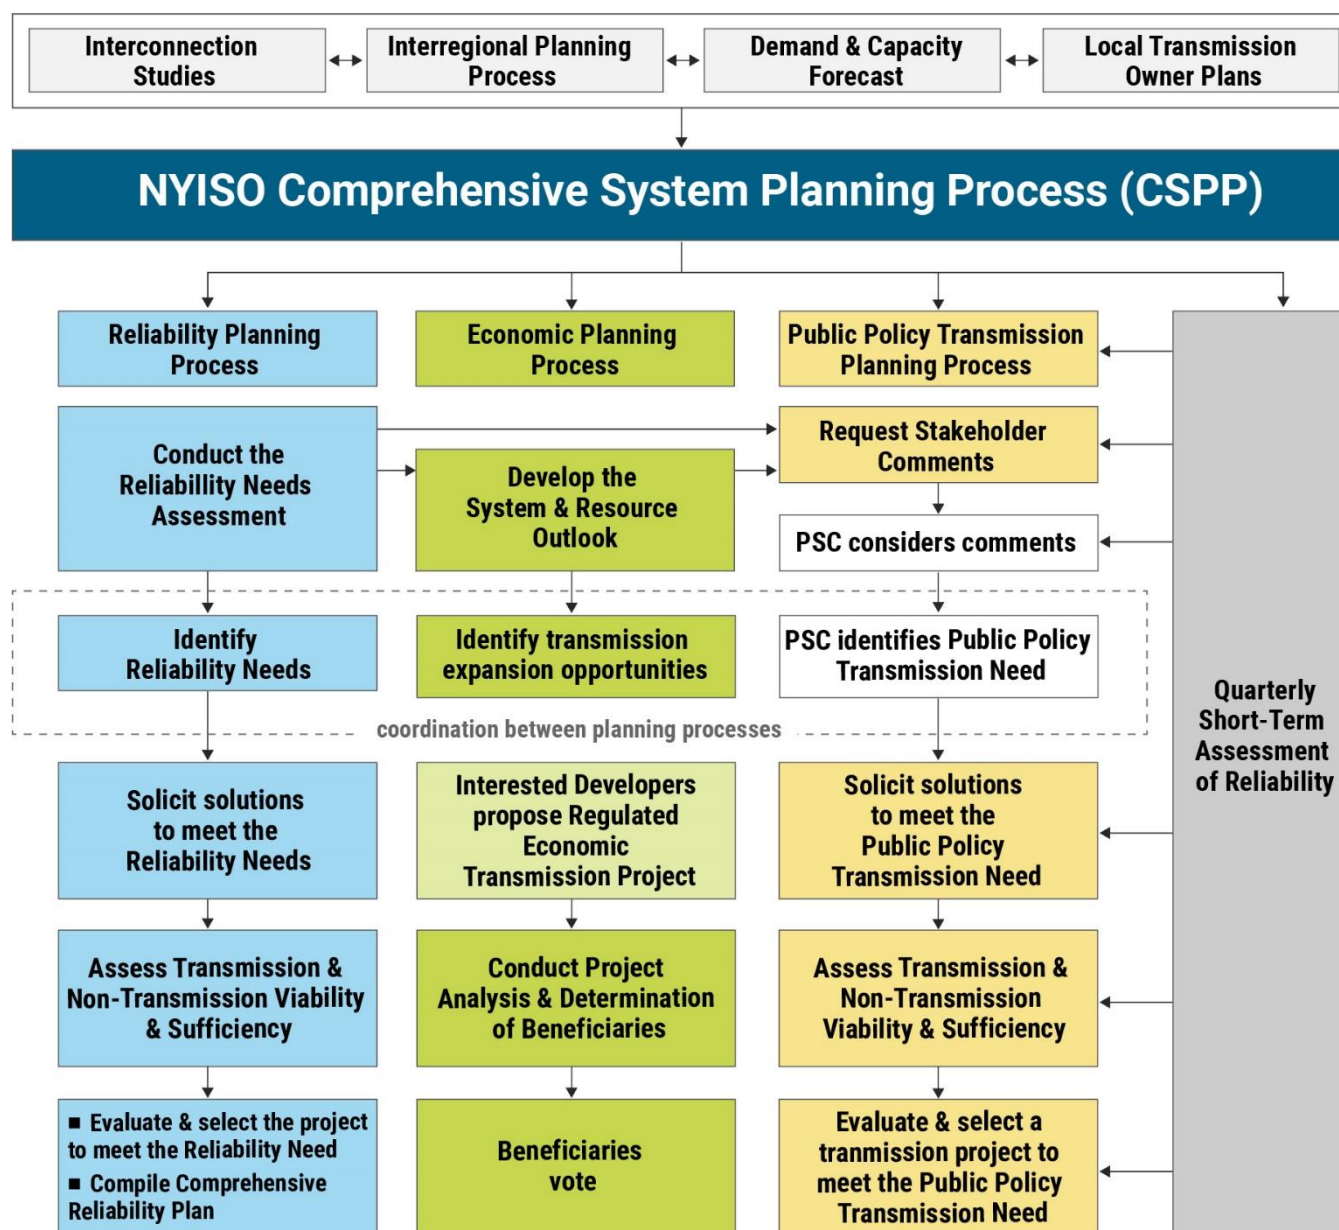 Interconnection
Studies
Interregional Planning
Process
Demand & Capacity
Forecast
Local Transmission
Owner Plans
NYISO Comprehensive System Planning Process (CSPP)
Reliability Planning
Process
Economic Planning
Process
Public Policy Transmission
Planning Process
Conduct the
Reliabillity Needs
Assessment
Develop the
System & Resource
Outlook
Request Stakeholder
Comments
PSC considers comments
Identify
Reliability Needs
Identify transmission
expansion opportunities
PSC identifies Public Policy
Transmission Need
coordination between planning processes
Quarterly
Short-Term
Assessment
of Reliability
Solicit solutions
to meet the
Reliability Needs
Interested Developers
propose Regulated
Economic
Transmission Project
Solicit solutions
to meet the
Public Policy
Transmission Need
Assess Transmission &
Non-Transmission Viability
& Sufficiency
Conduct Project
Analysis & Determination
of Beneficiaries
Assess Transmission &
Non-Transmission
Viability & Sufficiency
■ Evaluate & select the project
to meet the Reliability Need
■ Compile Comprehensive
Reliability Plan
Beneficiaries
vote
Evaluate & select a
tranmission project to
meet the Public Policy
Transmission Need